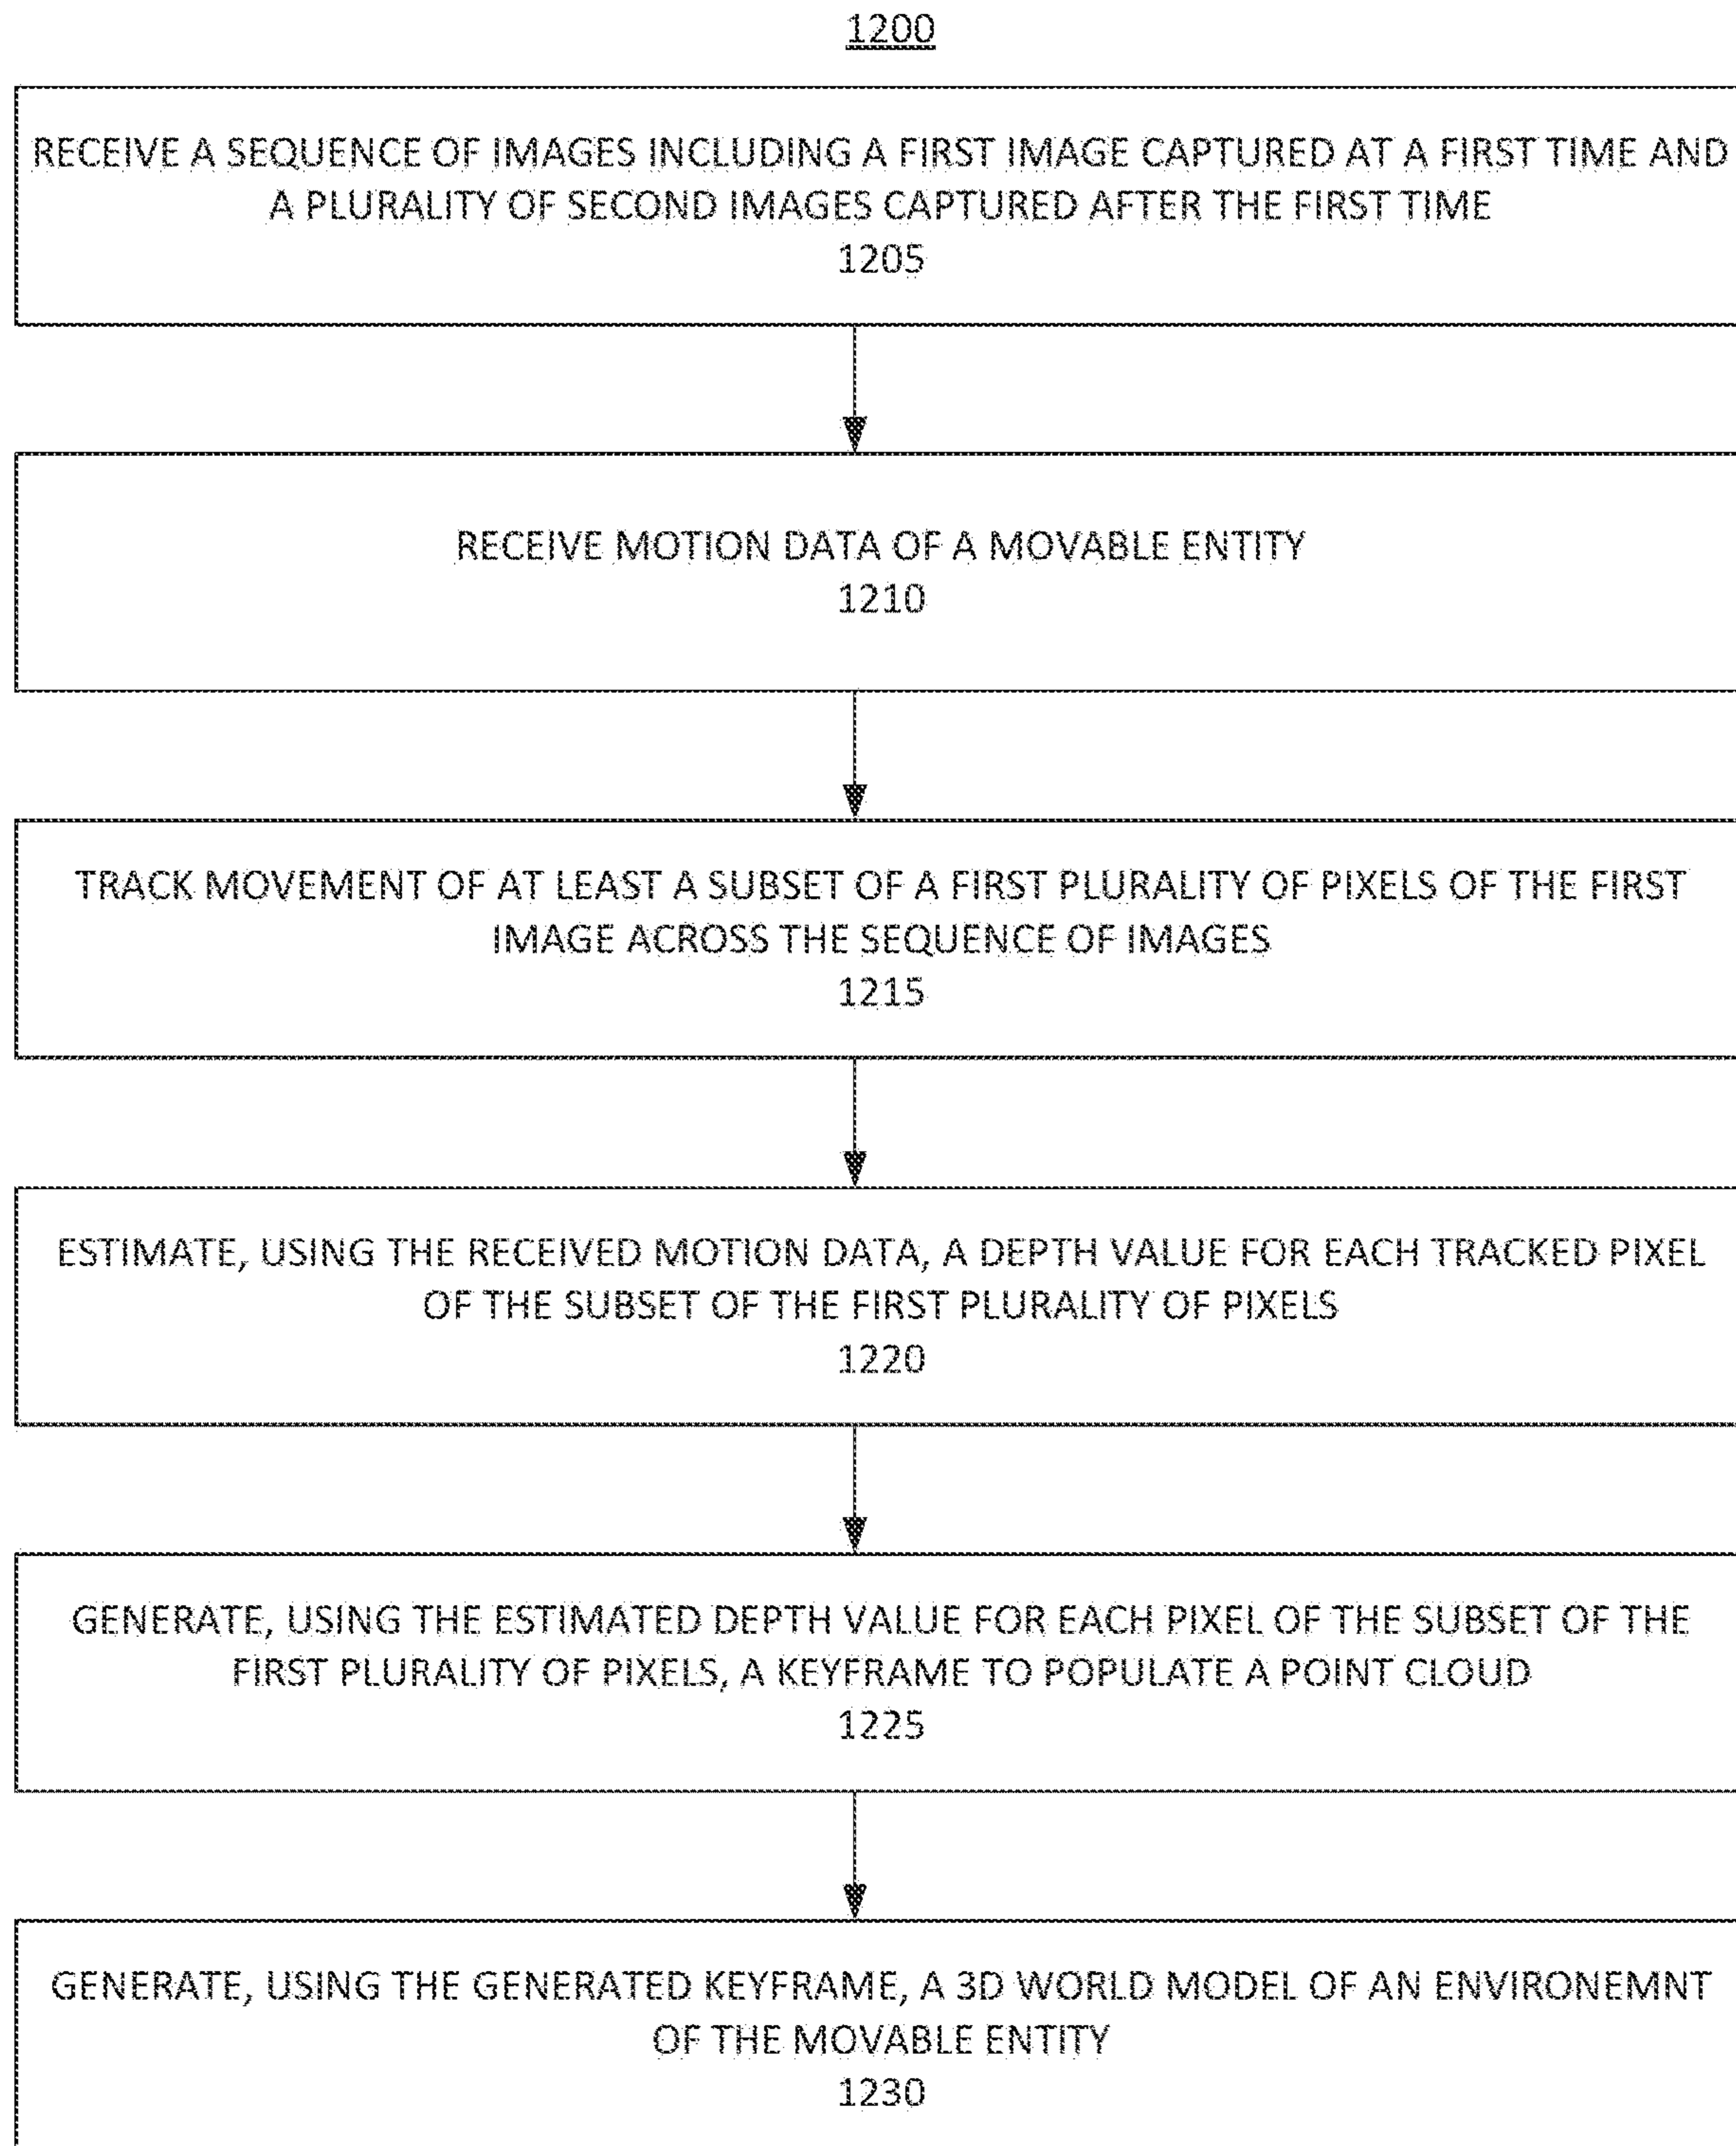 1200
RECEIVE A SEQUENCE OF IMAGES INCLUDING A FIRST IMAGE CAPTURED AT A FIRST TIME AND
A PLURALITY OF SECOND IMAGES CAPTURED AFTER THE FIRST TIME
1205
RECEIVE MOTION DATA OF A MOVABLE ENTITY
1210
TRACK MOVEMENT OF AT LEAST A SUBSET OF A FIRST PLURALITY OF PIXELS OF THE FIRST
IMAGE ACROSS THE SEQUENCE OF IMAGES
1215
ESTIMATE, USING THE RECEIVED MOTION DATA, A DEPTH VALUE FOR EACH TRACKED PIXEL
OF THE SUBSET OF THE FIRST PLURALITY OF PIXELS
1220
GENERATE, USING THE ESTIMATED DEPTH VALUE FOR EACH PIXEL OF THE SUBSET OF THE
FIRST PLURALITY OF PIXELS, A KEYFRAME TO POPULATE A POINT CLOUD
1225
GENERATE, USING THE GENERATED KEYFRAME, A 3D WORLD MODEL OF AN ENVIRONEMNT
OF THE MOVABLE ENTITY
1230